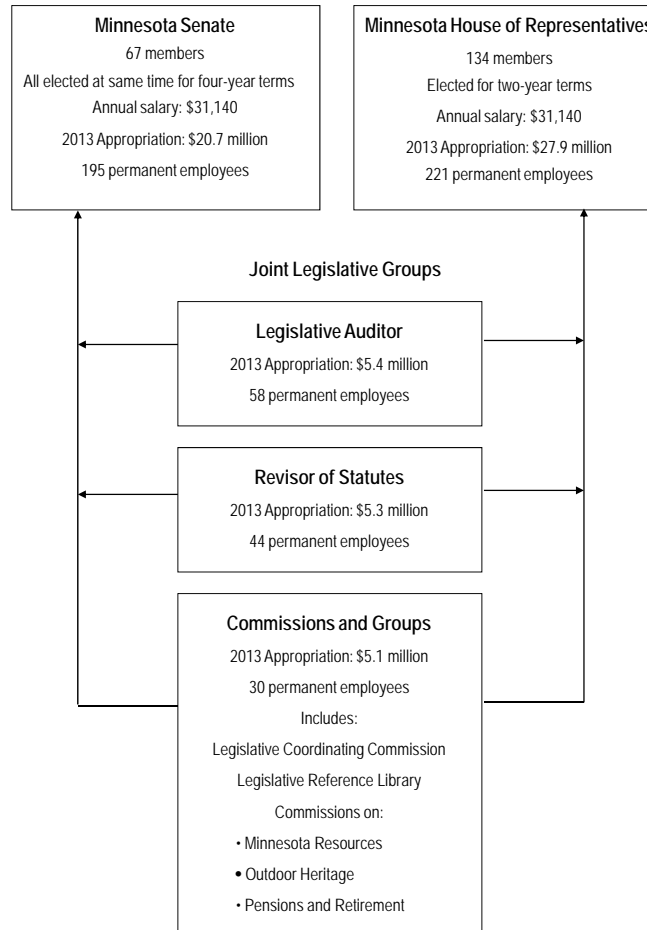 Minnesota Senate
67 members
All elected at same time for four-year terms
Annual salary: $31,140
2013 Appropriation: $20.7 million
195 permanent employees
Minnesota House of Representatives
134 members
Elected for two-year terms
Annual salary: $31,140
2013 Appropriation: $27.9 million
221 permanent employees
Joint Legislative Groups
Legislative Auditor
2013 Appropriation: $5.4 million
58 permanent employees
Revisor of Statutes
2013 Appropriation: $5.3 million
44 permanent employees
Commissions and Groups
2013 Appropriation: $5.1 million
30 permanent employees
Includes:
Legislative Coordinating Commission
Legislative Reference Library
Commissions on:
• Minnesota Resources
• Outdoor Heritage
• Pensions and Retirement